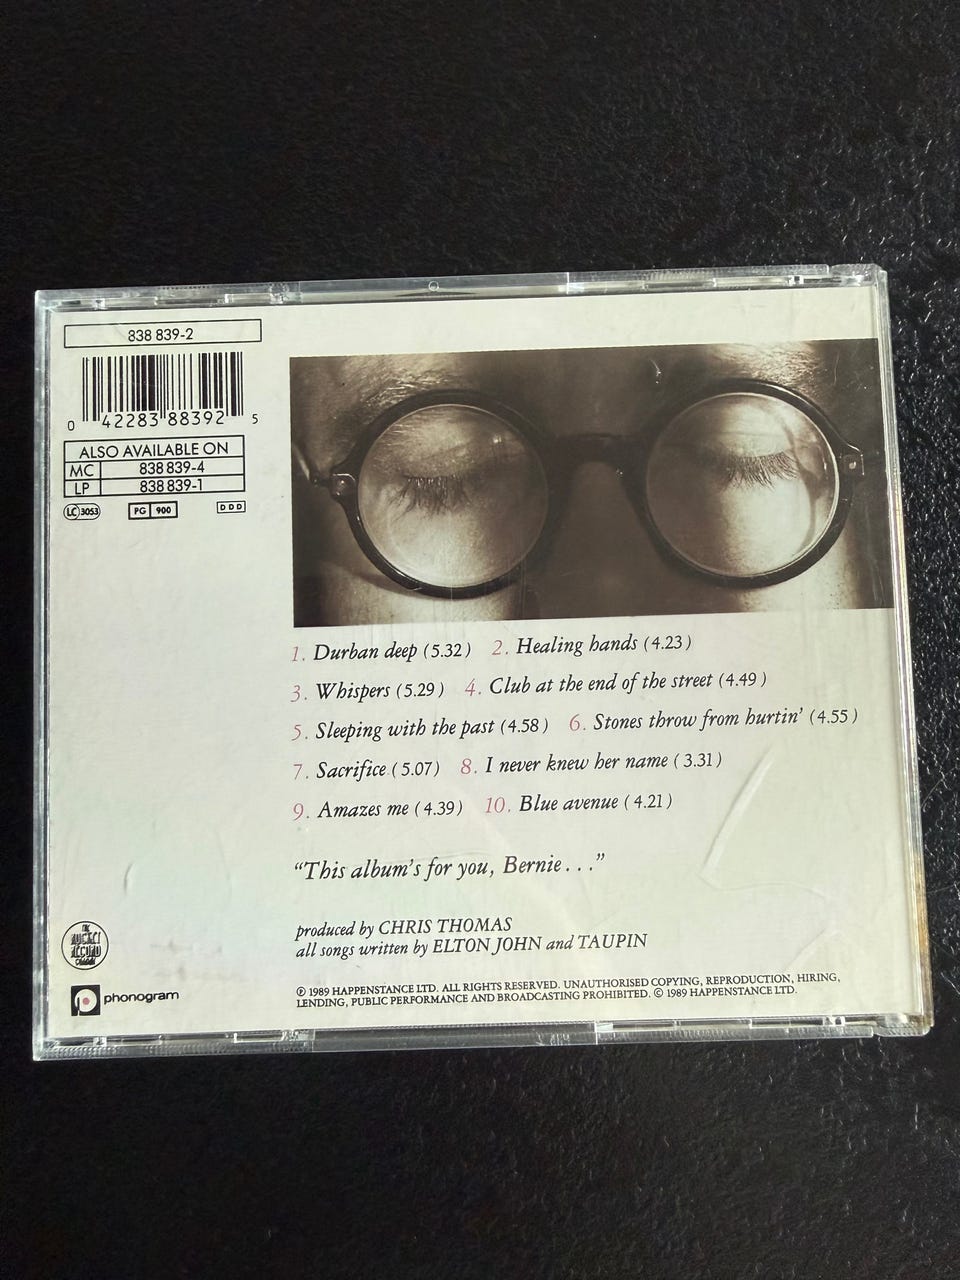 838 839-2
0 42283 88392 5
ALSO AVAILABLE ON
MC 838 839-4
LP 838 839-1
LC 3053 PG 900 DDD
1. Durban deep (5.32) 2. Healing hands (4.23)
3. Whispers (5.29) 4. Club at the end of the street (4.49)
5. Sleeping with the past (4.58) 6. Stones throw from hurtin' (4.55)
7. Sacrifice (5.07) 8. I never knew her name (3.31)
9. Amazes me (4.39) 10. Blue avenue (4.21)
“This album's for you, Bernie...”
produced by CHRIS THOMAS
all songs written by ELTON JOHN and TAUPIN
THE
ROCKET
RECORD
COMPANY
phonogram
℗ 1989 HAPPENSTANCE LTD. ALL RIGHTS RESERVED. UNAUTHORISED COPYING, REPRODUCTION, HIRING,
LENDING, PUBLIC PERFORMANCE AND BROADCASTING PROHIBITED. © 1989 HAPPENSTANCE LTD.